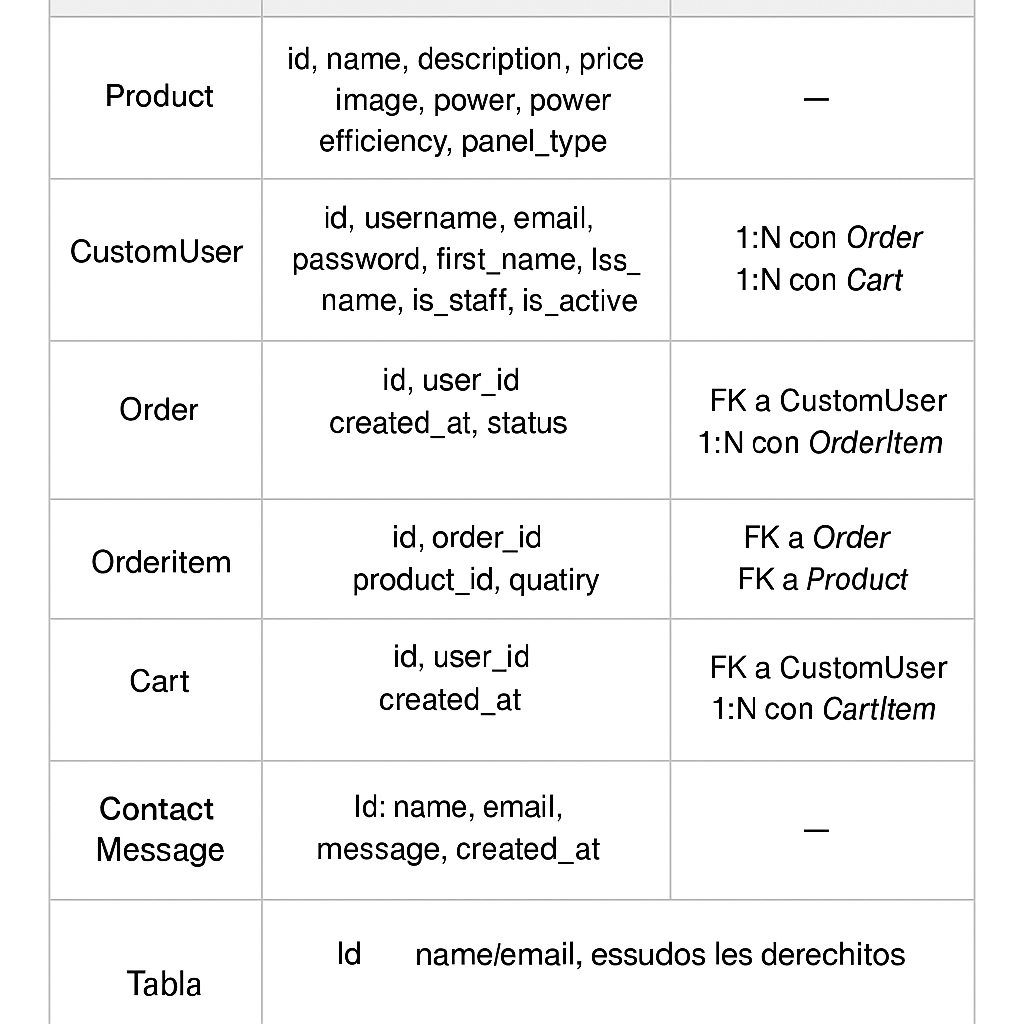 Product
id, name, description, price
image, power, power
efficiency, panel_type
—
CustomUser
id, username, email,
password, first_name, lss_
name, is_staff, is_active
1:N con Order
1:N con Cart
Order
id, user_id
created_at, status
FK a CustomUser
1:N con OrderItem
Orderitem
id, order_id
product_id, quatiry
FK a Order
FK a Product
Cart
id, user_id
created_at
FK a CustomUser
1:N con CartItem
Contact
Message
Id: name, email,
message, created_at
—
Tabla
Id name/email, essudos les derechitos